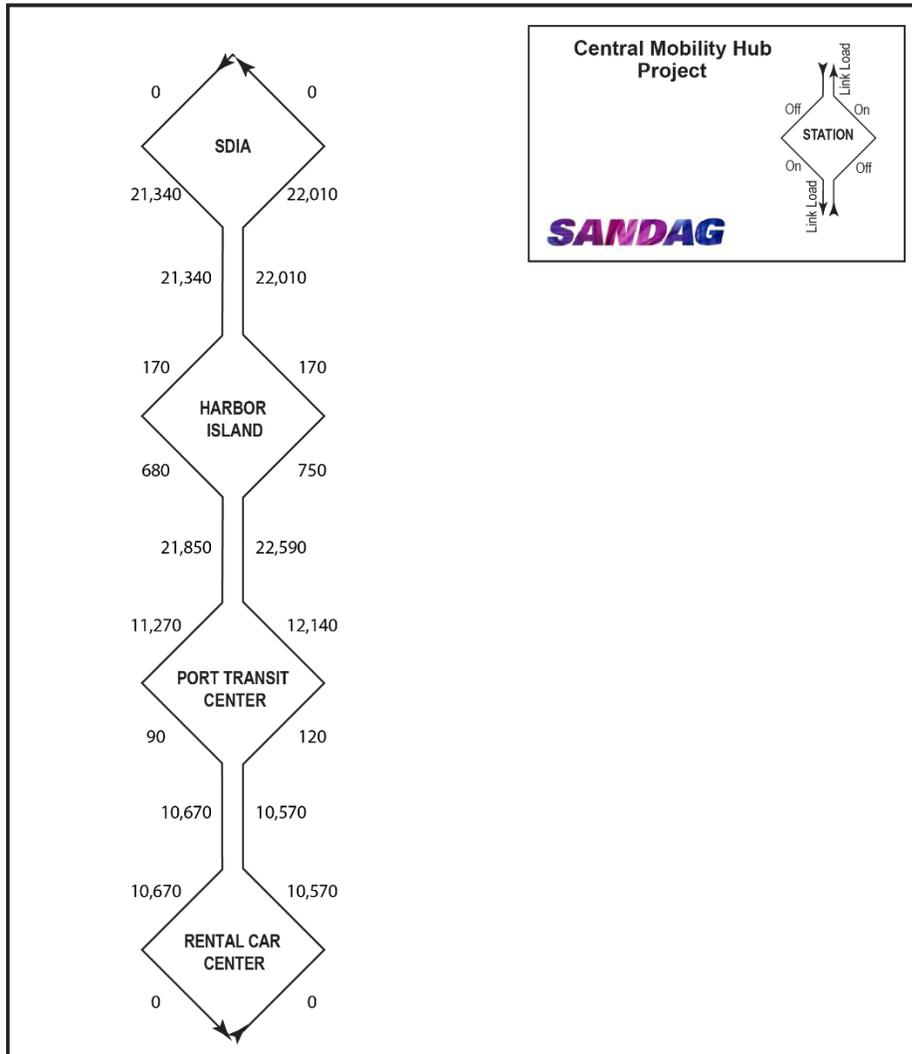 Central Mobility Hub
Project
Link Load
Off
On
STATION
On
Off
Link Load
SANDAG
0
0
SDIA
21,340
22,010
21,340
22,010
170
170
HARBOR
ISLAND
680
750
21,850
22,590
11,270
12,140
PORT TRANSIT
CENTER
90
120
10,670
10,570
10,670
10,570
RENTAL CAR
CENTER
0
0